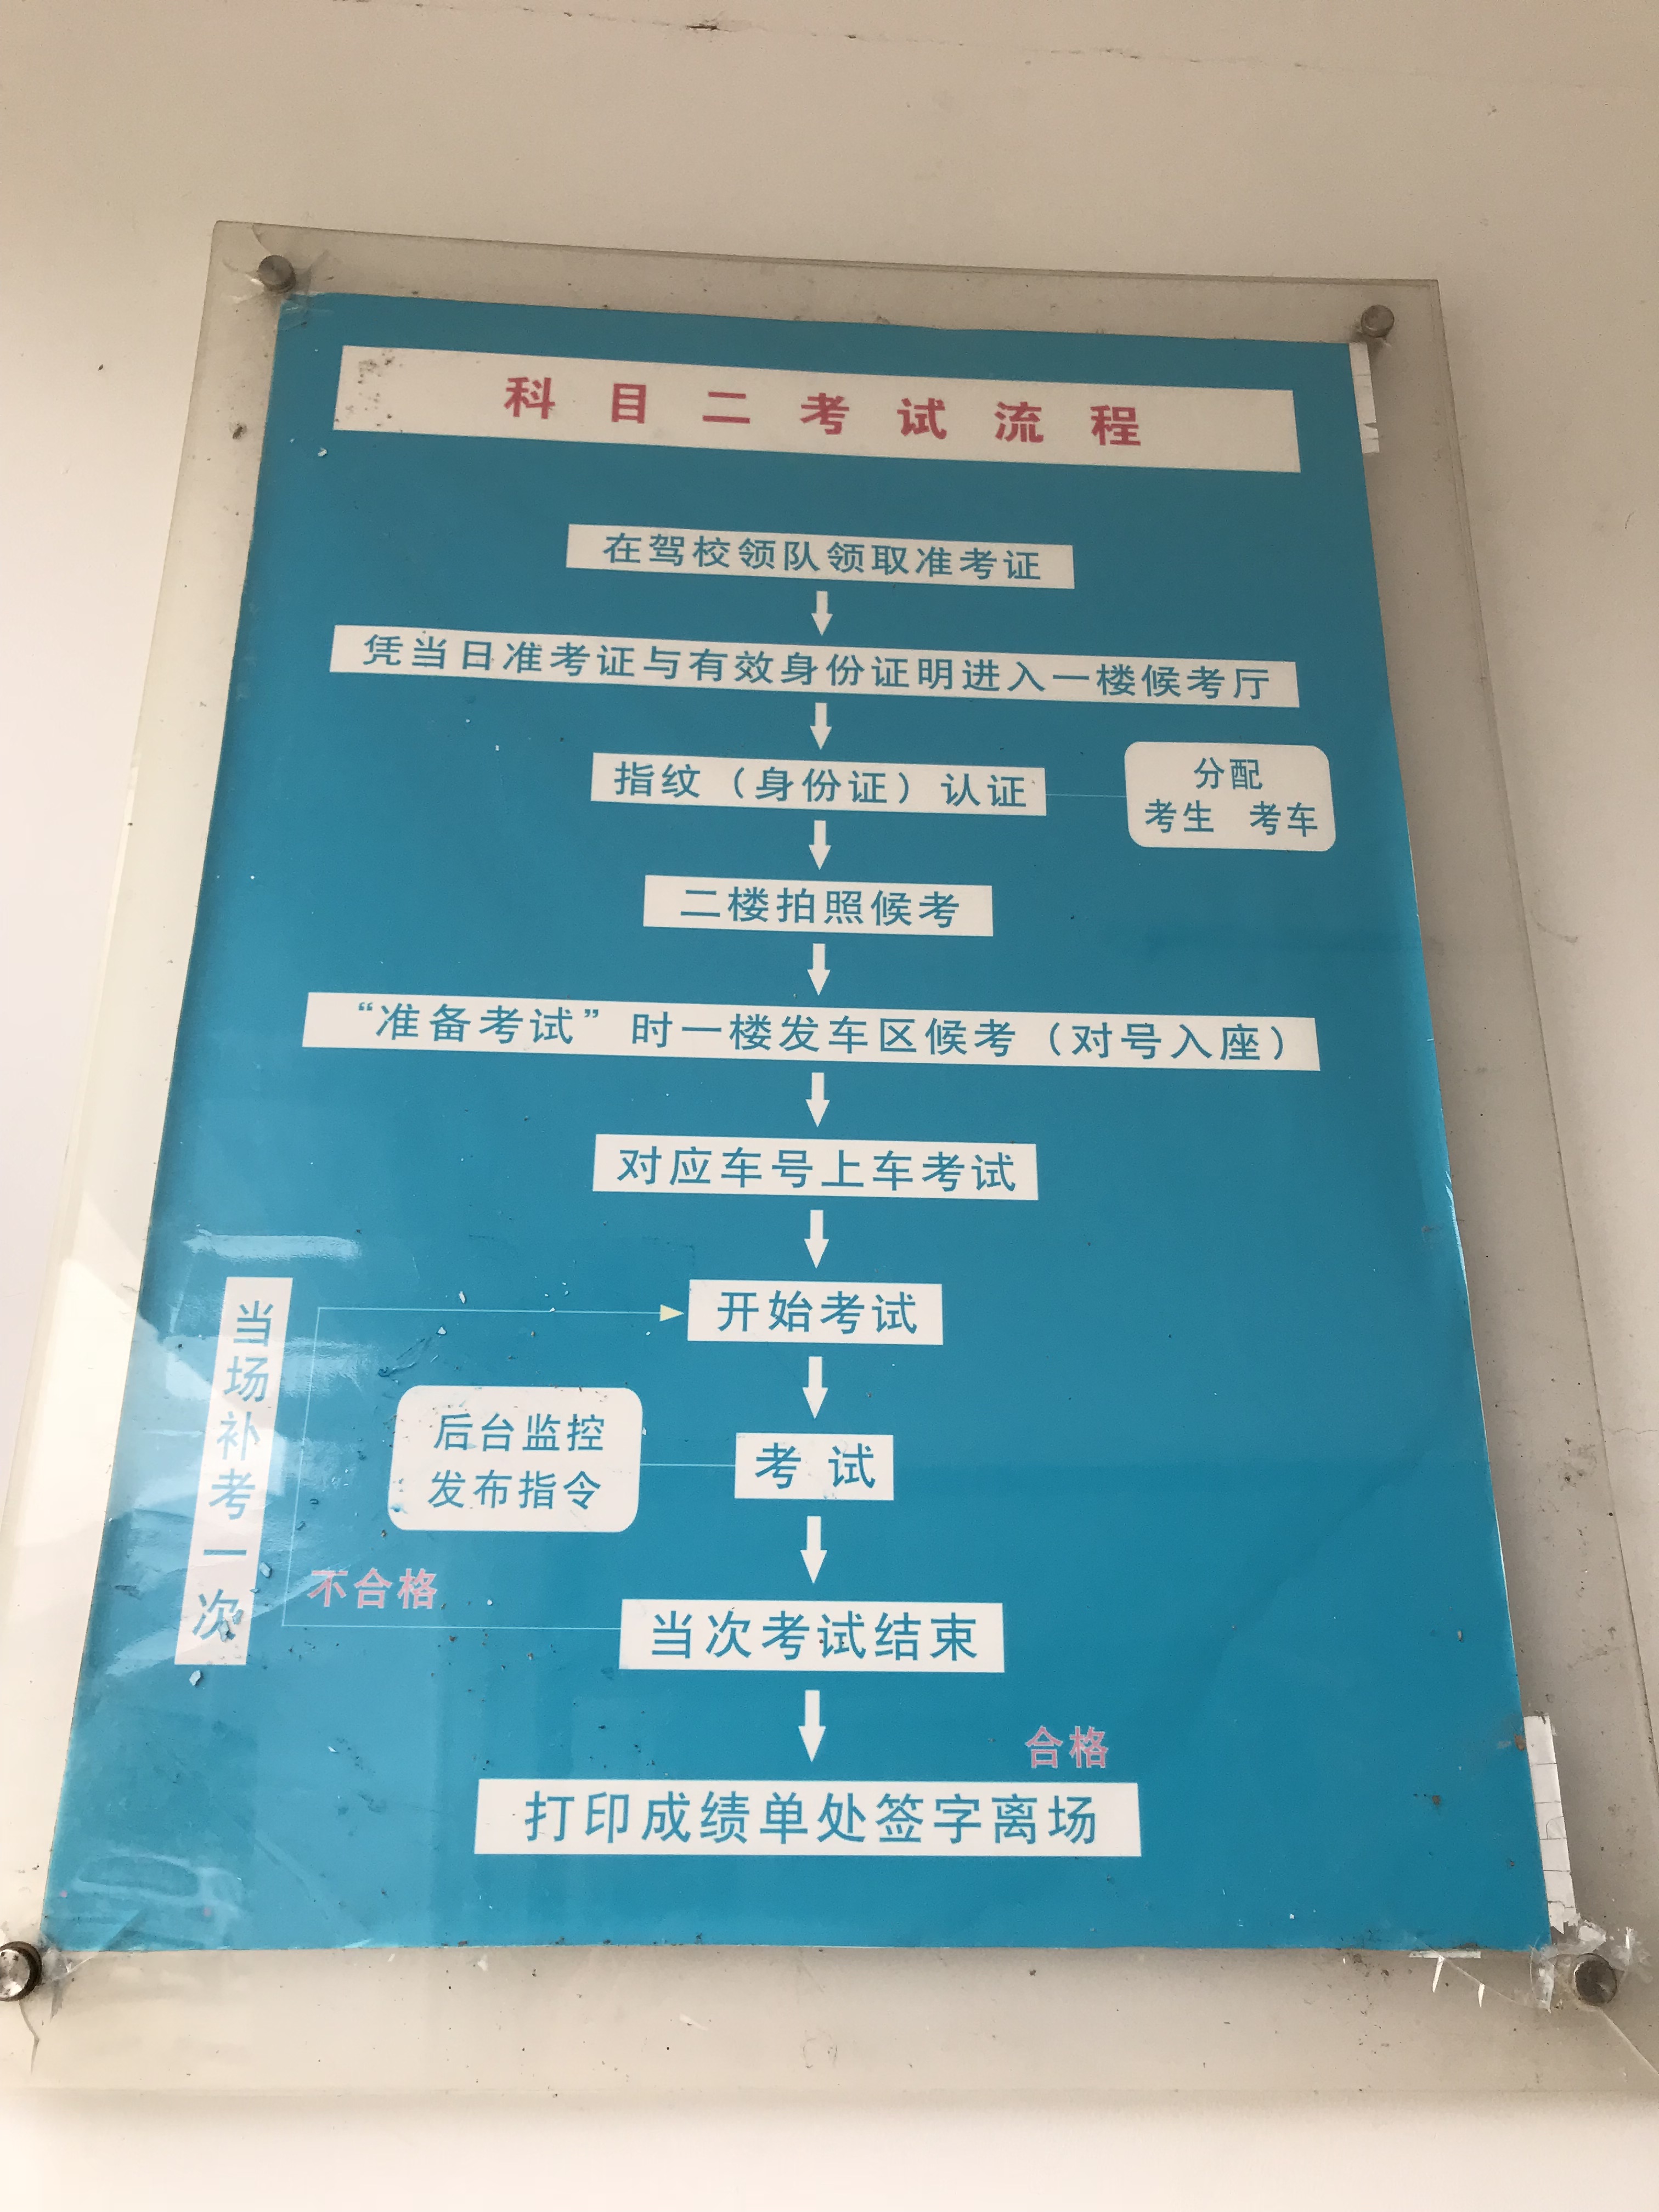 科目二考试流程
在驾校领队领取准考证
凭当日准考证与有效身份证明进入一楼候考厅
指纹（身份证）认证
分配
考生 考车
二楼拍照候考
“准备考试”时一楼发车区候考（对号入座）
对应车号上车考试
开始考试
当场补考一次
后台监控
发布指令
考试
不合格
当次考试结束
合格
打印成绩单处签字离场